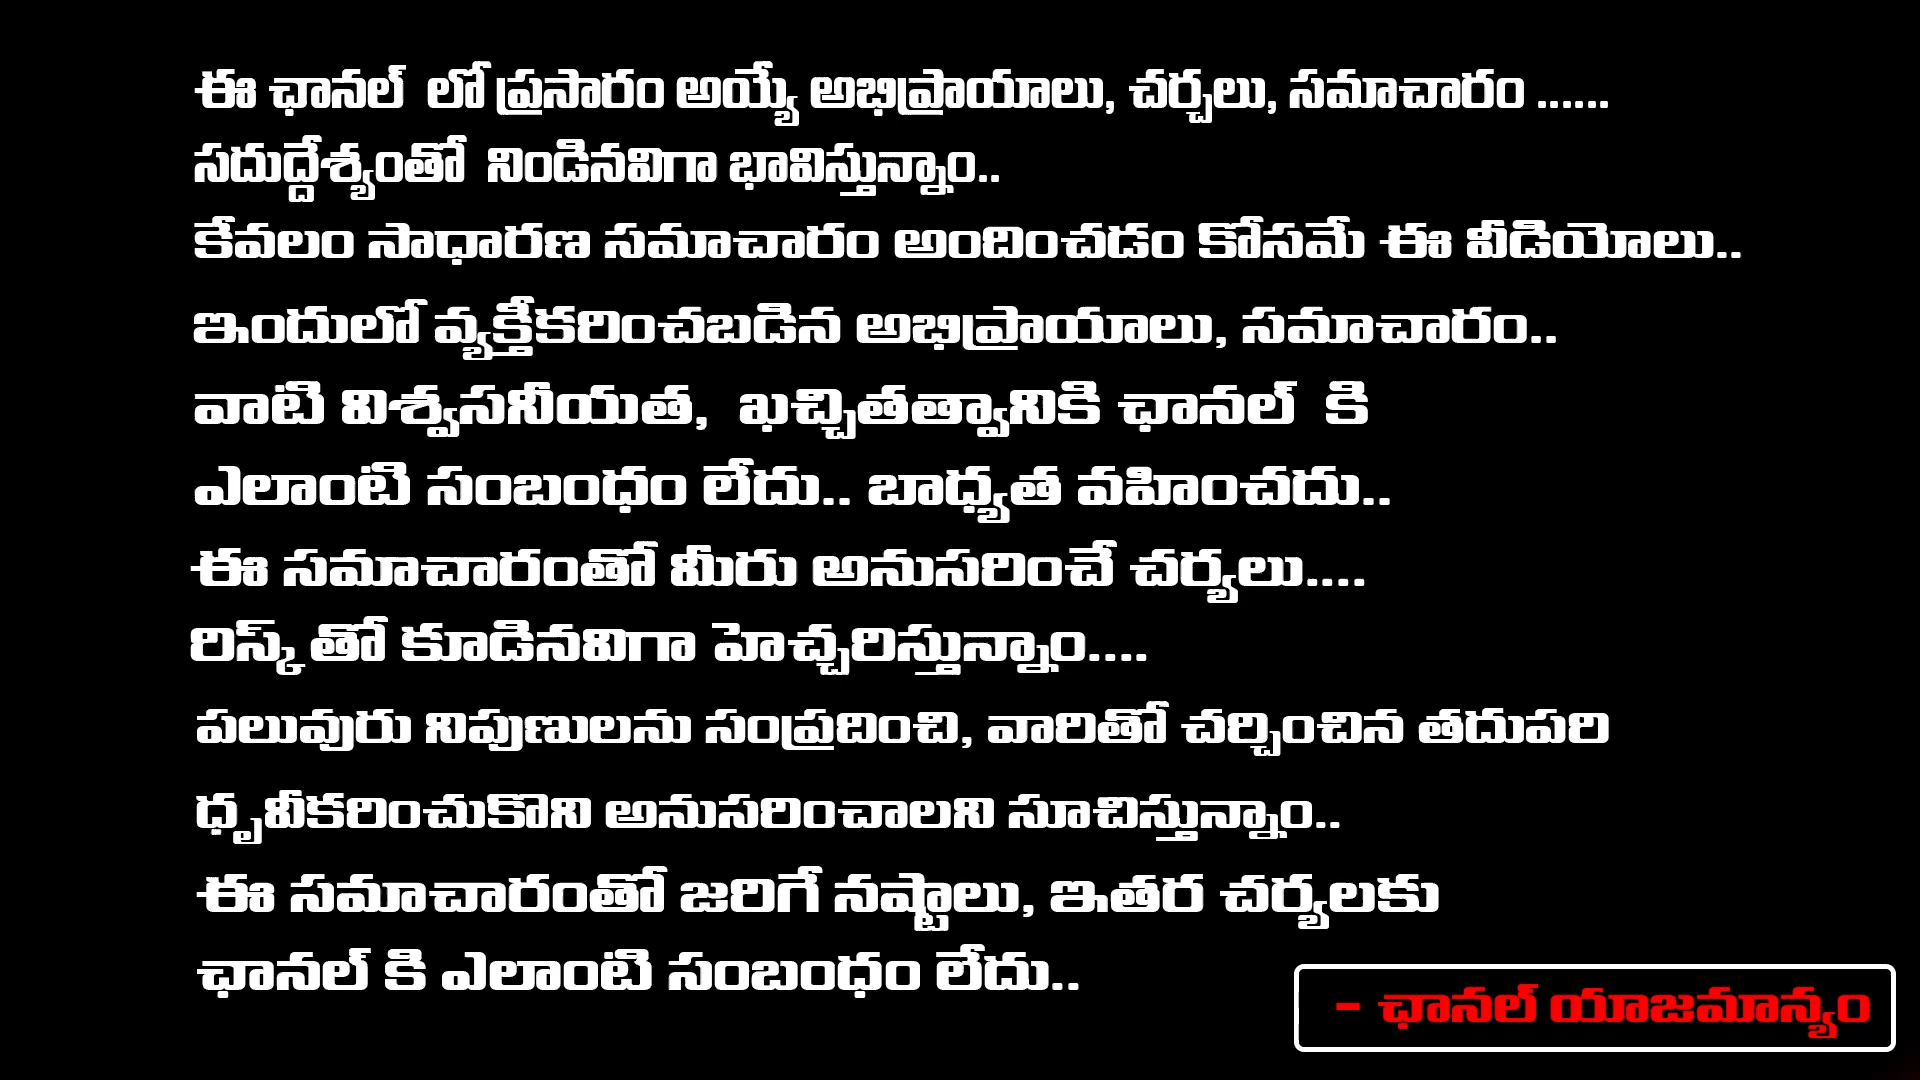 ఈ ఛానల్ లో ప్రసారం అయ్యే అభిప్రాయాలు, చర్చలు, సమాచారం ......
సదుద్దేశ్యంతో నిండినవిగా భావిస్తున్నాం..
కేవలం సాధారణ సమాచారం అందించడం కోసమే ఈ వీడియోలు..
ఇందులో వ్యక్తీకరించబడిన అభిప్రాయాలు, సమాచారం..
వాటి విశ్వసనీయత, ఖచ్చితత్వానికి ఛానల్ కి
ఎలాంటి సంబంధం లేదు.. బాధ్యత వహించదు..
ఈ సమాచారంతో మీరు అనుసరించే చర్యలు....
రిస్క్ తో కూడినవిగా హెచ్చరిస్తున్నాం....
పలువురు నిపుణులను సంప్రదించి, వారితో చర్చించిన తదుపరి
ధృవీకరించుకొని అనుసరించాలని సూచిస్తున్నాం..
ఈ సమాచారంతో జరిగే నష్టాలు, ఇతర చర్యలకు
ఛానల్ కి ఎలాంటి సంబంధం లేదు..
- ఛానల్ యాజమాన్యం